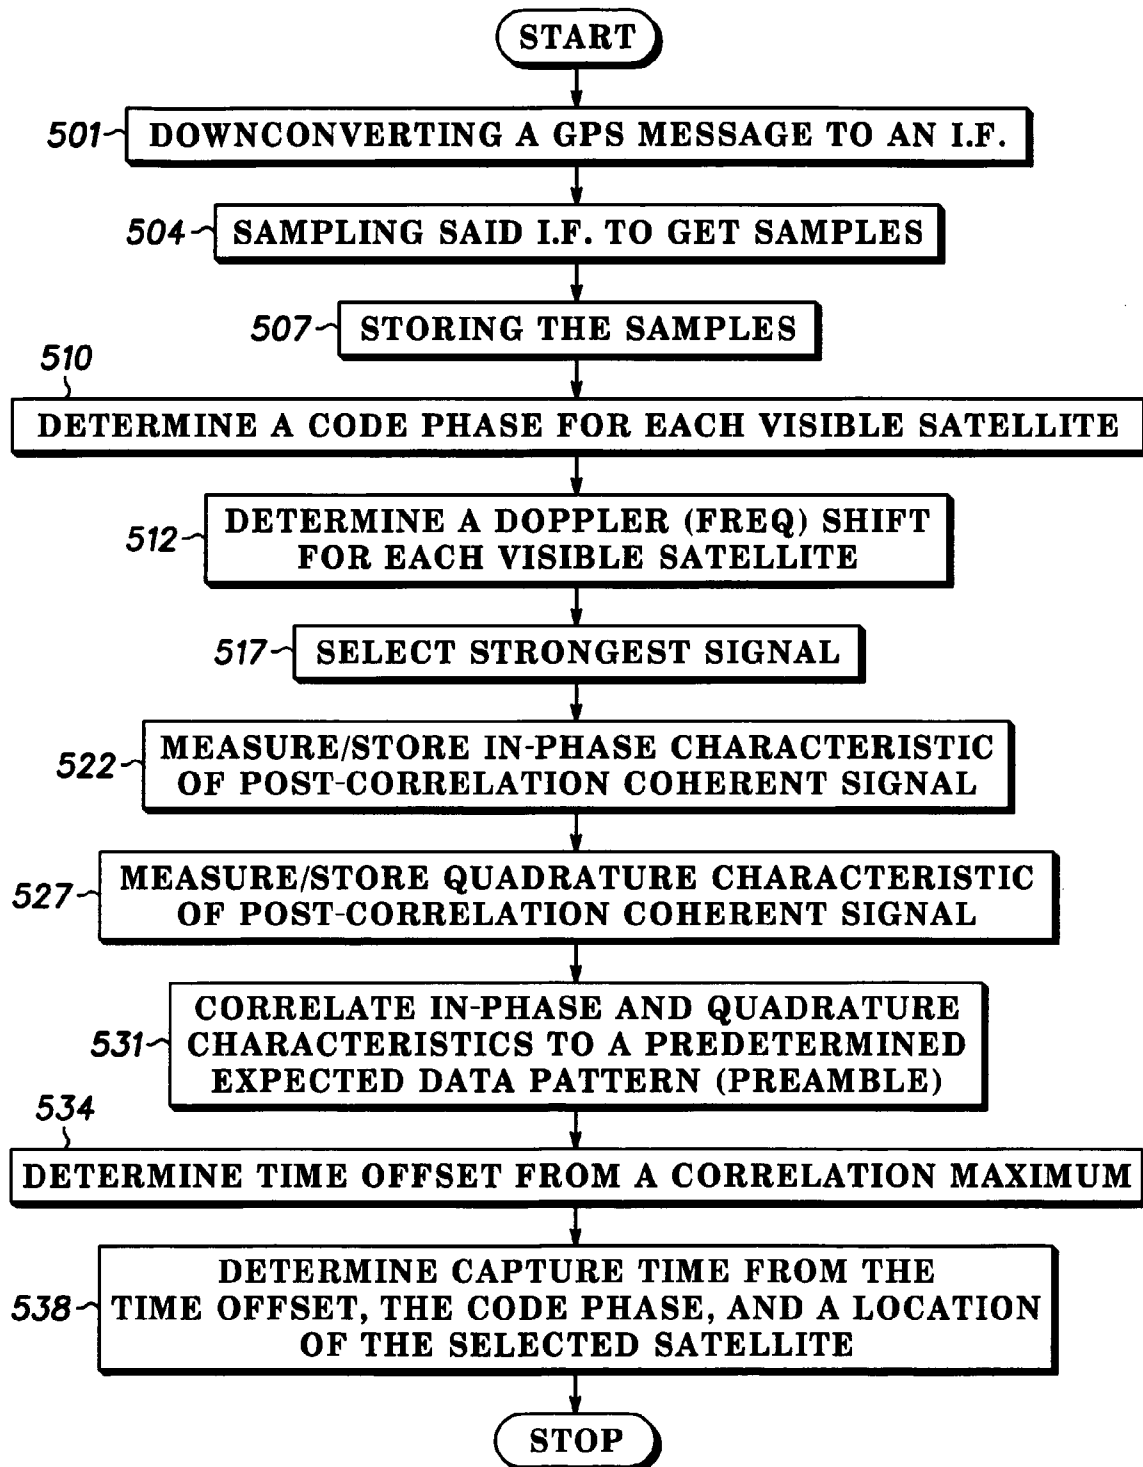 START
501
DOWNCONVERTING A GPS MESSAGE TO AN I.F.
504
SAMPLING SAID I.F. TO GET SAMPLES
507
STORING THE SAMPLES
510
DETERMINE A CODE PHASE FOR EACH VISIBLE SATELLITE
512
DETERMINE A DOPPLER (FREQ) SHIFT
FOR EACH VISIBLE SATELLITE
517
SELECT STRONGEST SIGNAL
522
MEASURE/STORE IN-PHASE CHARACTERISTIC
OF POST-CORRELATION COHERENT SIGNAL
527
MEASURE/STORE QUADRATURE CHARACTERISTIC
OF POST-CORRELATION COHERENT SIGNAL
531
CORRELATE IN-PHASE AND QUADRATURE
CHARACTERISTICS TO A PREDETERMINED
EXPECTED DATA PATTERN (PREAMBLE)
534
DETERMINE TIME OFFSET FROM A CORRELATION MAXIMUM
538
DETERMINE CAPTURE TIME FROM THE
TIME OFFSET, THE CODE PHASE, AND A LOCATION
OF THE SELECTED SATELLITE
STOP